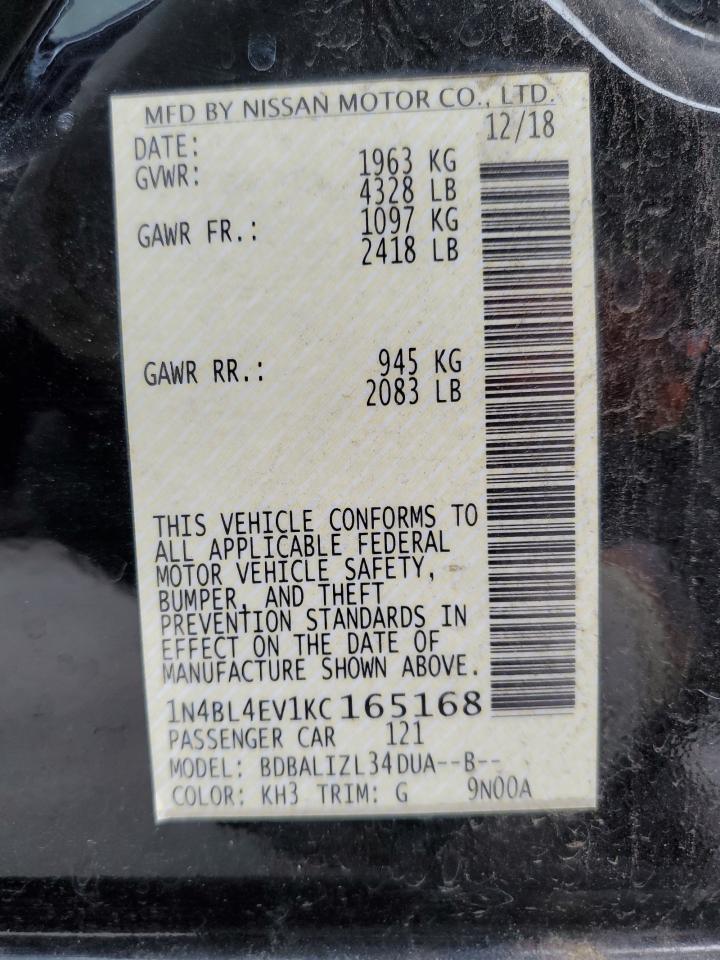 MFD BY NISSAN MOTOR CO., LTD.
DATE: 12/18
GVWR: 1963 KG
4328 LB
GAWR FR.: 1097 KG
2418 LB
GAWR RR.: 945 KG
2083 LB
THIS VEHICLE CONFORMS TO
ALL APPLICABLE FEDERAL
MOTOR VEHICLE SAFETY,
BUMPER, AND THEFT
PREVENTION STANDARDS IN
EFFECT ON THE DATE OF
MANUFACTURE SHOWN ABOVE.
1N4BL4EV1KC165168
PASSENGER CAR 121
MODEL: BDBALIZL34DUA--B--
COLOR: KH3 TRIM: G 9N00A